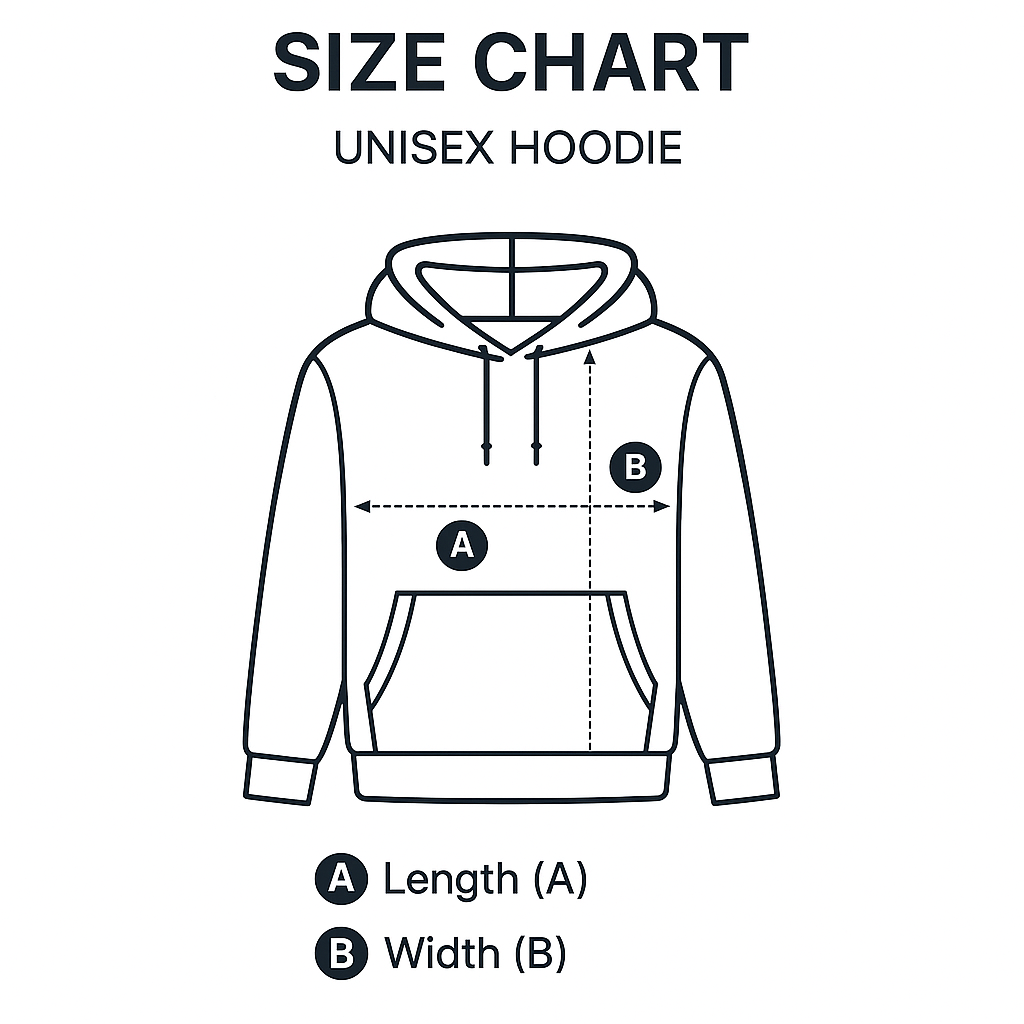 SIZE CHART
UNISEX HOODIE
B
A
A Length (A)
B Width (B)